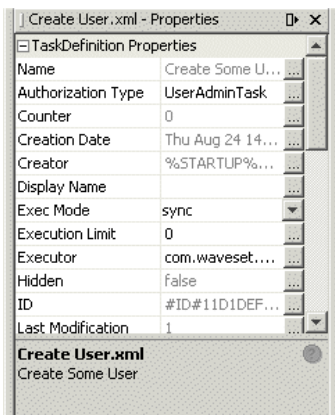 Create User.xml - Properties
TaskDefinition Properties
Name Create Some U...
Authorization Type UserAdminTask
Counter 0
Creation Date Thu Aug 24 14...
Creator %STARTUP%...
Display Name
Exec Mode sync
Execution Limit 0
Executor com.waveset....
Hidden false
ID #ID#11D1DEF...
Last Modification 1
Create User.xml
Create Some User